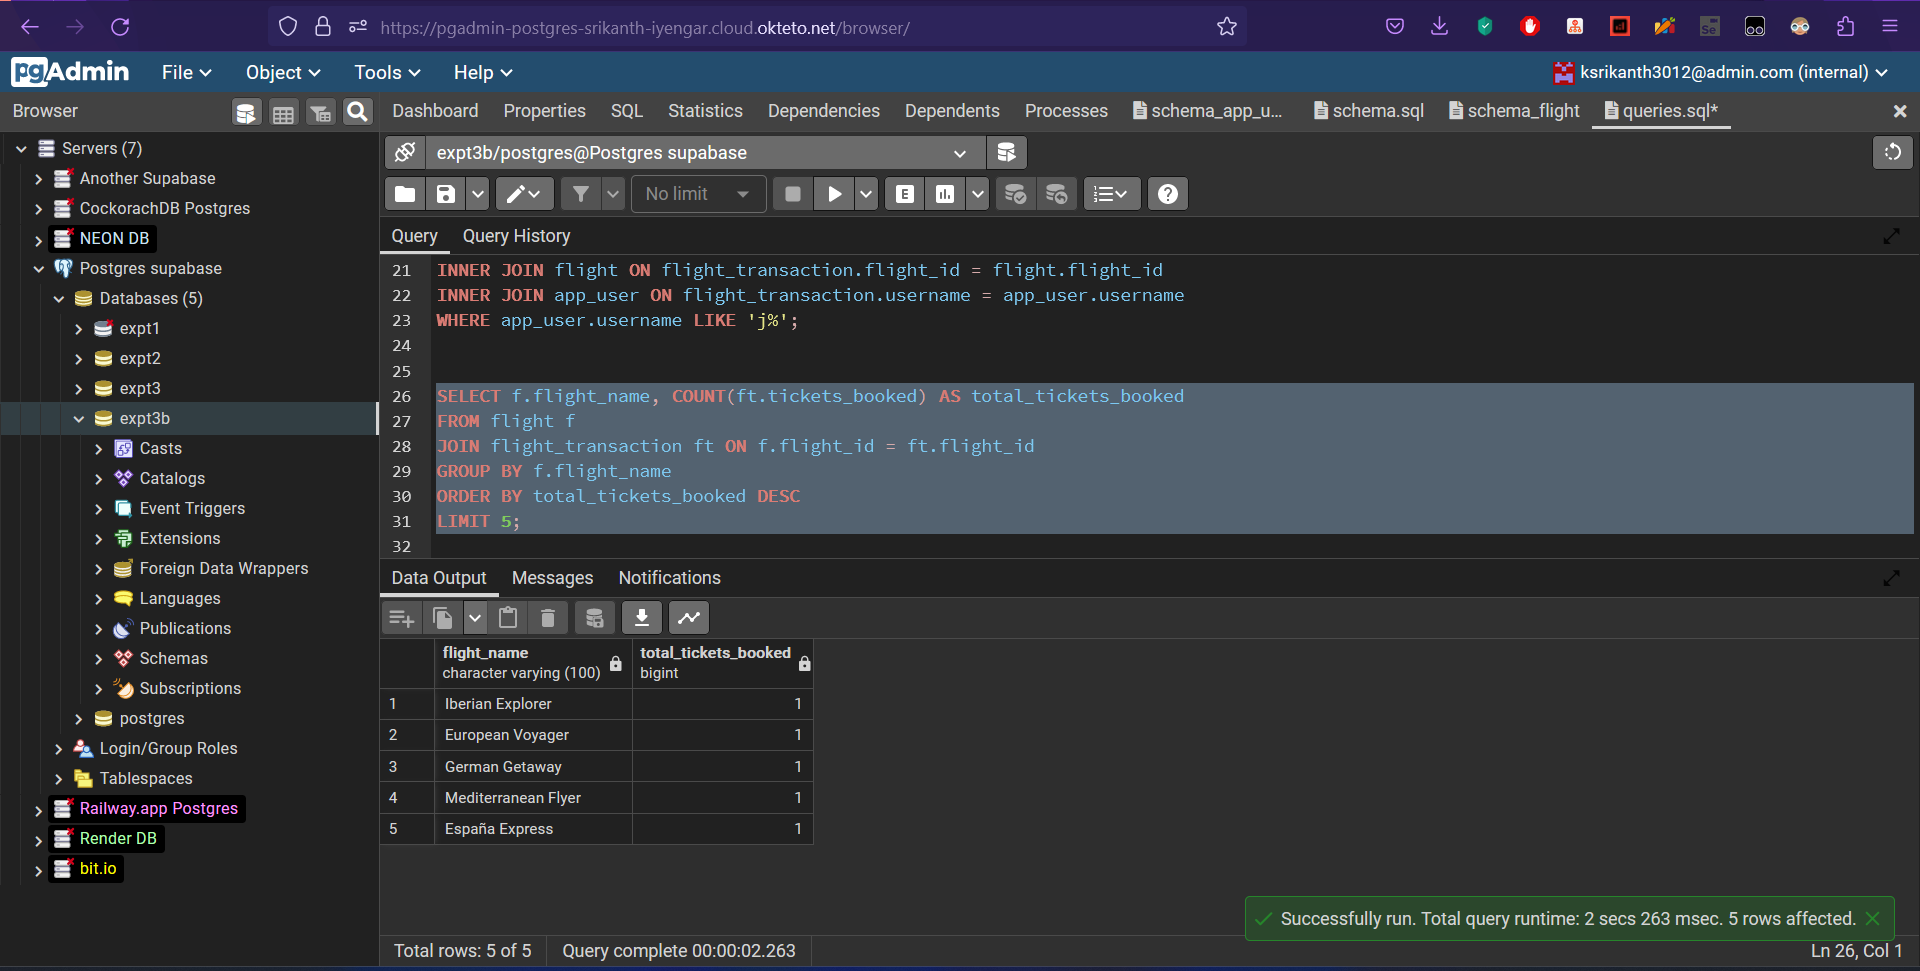 https://pgadmin-postgres-srikanth-iyengar.cloud.okteto.net/browser/
Se
pgAdmin File Object Tools Help ksrikanth3012@admin.com (internal)
Browser
Dashboard Properties SQL Statistics Dependencies Dependents Processes schema_app_u... schema.sql schema_flight queries.sql*
Servers (7)
Another Supabase
CockorachDB Postgres
NEON DB
Postgres supabase
Databases (5)
expt1
expt2
expt3
expt3b
Casts
Catalogs
Event Triggers
Extensions
Foreign Data Wrappers
Languages
Publications
Schemas
Subscriptions
postgres
Login/Group Roles
Tablespaces
Railway.app Postgres
Render DB
bit.io
expt3b/postgres@Postgres supabase
No limit
E
Query Query History
21 INNER JOIN flight ON flight_transaction.flight_id = flight.flight_id
22 INNER JOIN app_user ON flight_transaction.username = app_user.username
23 WHERE app_user.username LIKE 'j%';
24
25
26 SELECT f.flight_name, COUNT(ft.tickets_booked) AS total_tickets_booked
27 FROM flight f
28 JOIN flight_transaction ft ON f.flight_id = ft.flight_id
29 GROUP BY f.flight_name
30 ORDER BY total_tickets_booked DESC
31 LIMIT 5;
32
Data Output Messages Notifications
flight_name total_tickets_booked
character varying (100) bigint
1 Iberian Explorer 1
2 European Voyager 1
3 German Getaway 1
4 Mediterranean Flyer 1
5 España Express 1
Successfully run. Total query runtime: 2 secs 263 msec. 5 rows affected.
Total rows: 5 of 5 Query complete 00:00:02.263 Ln 26, Col 1